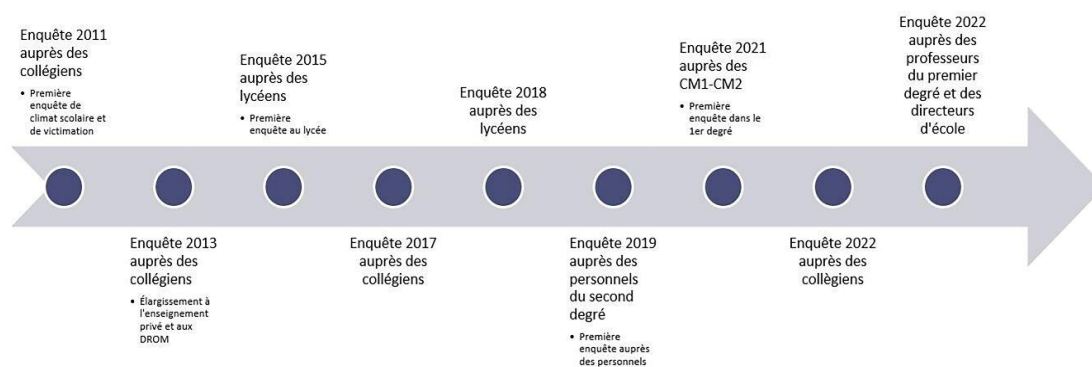 Enquête 2011
auprès des
collégiens
• Première
enquête de
climat scolaire et
de victimation
Enquête 2013
auprès des
collégiens
• Élargissement à
l'enseignement
privé et aux
DROM
Enquête 2015
auprès des
lycéens
• Première
enquête au lycée
Enquête 2017
auprès des
collégiens
Enquête 2018
auprès des
lycéens
Enquête 2019
auprès des
personnels
du second
degré
• Première
enquête auprès
des personnels
Enquête 2021
auprès des
CM1-CM2
• Première
enquête dans le
1er degré
Enquête 2022
auprès des
collègiens
Enquête 2022
auprès des
professeurs
du premier
degré et des
directeurs
d'école